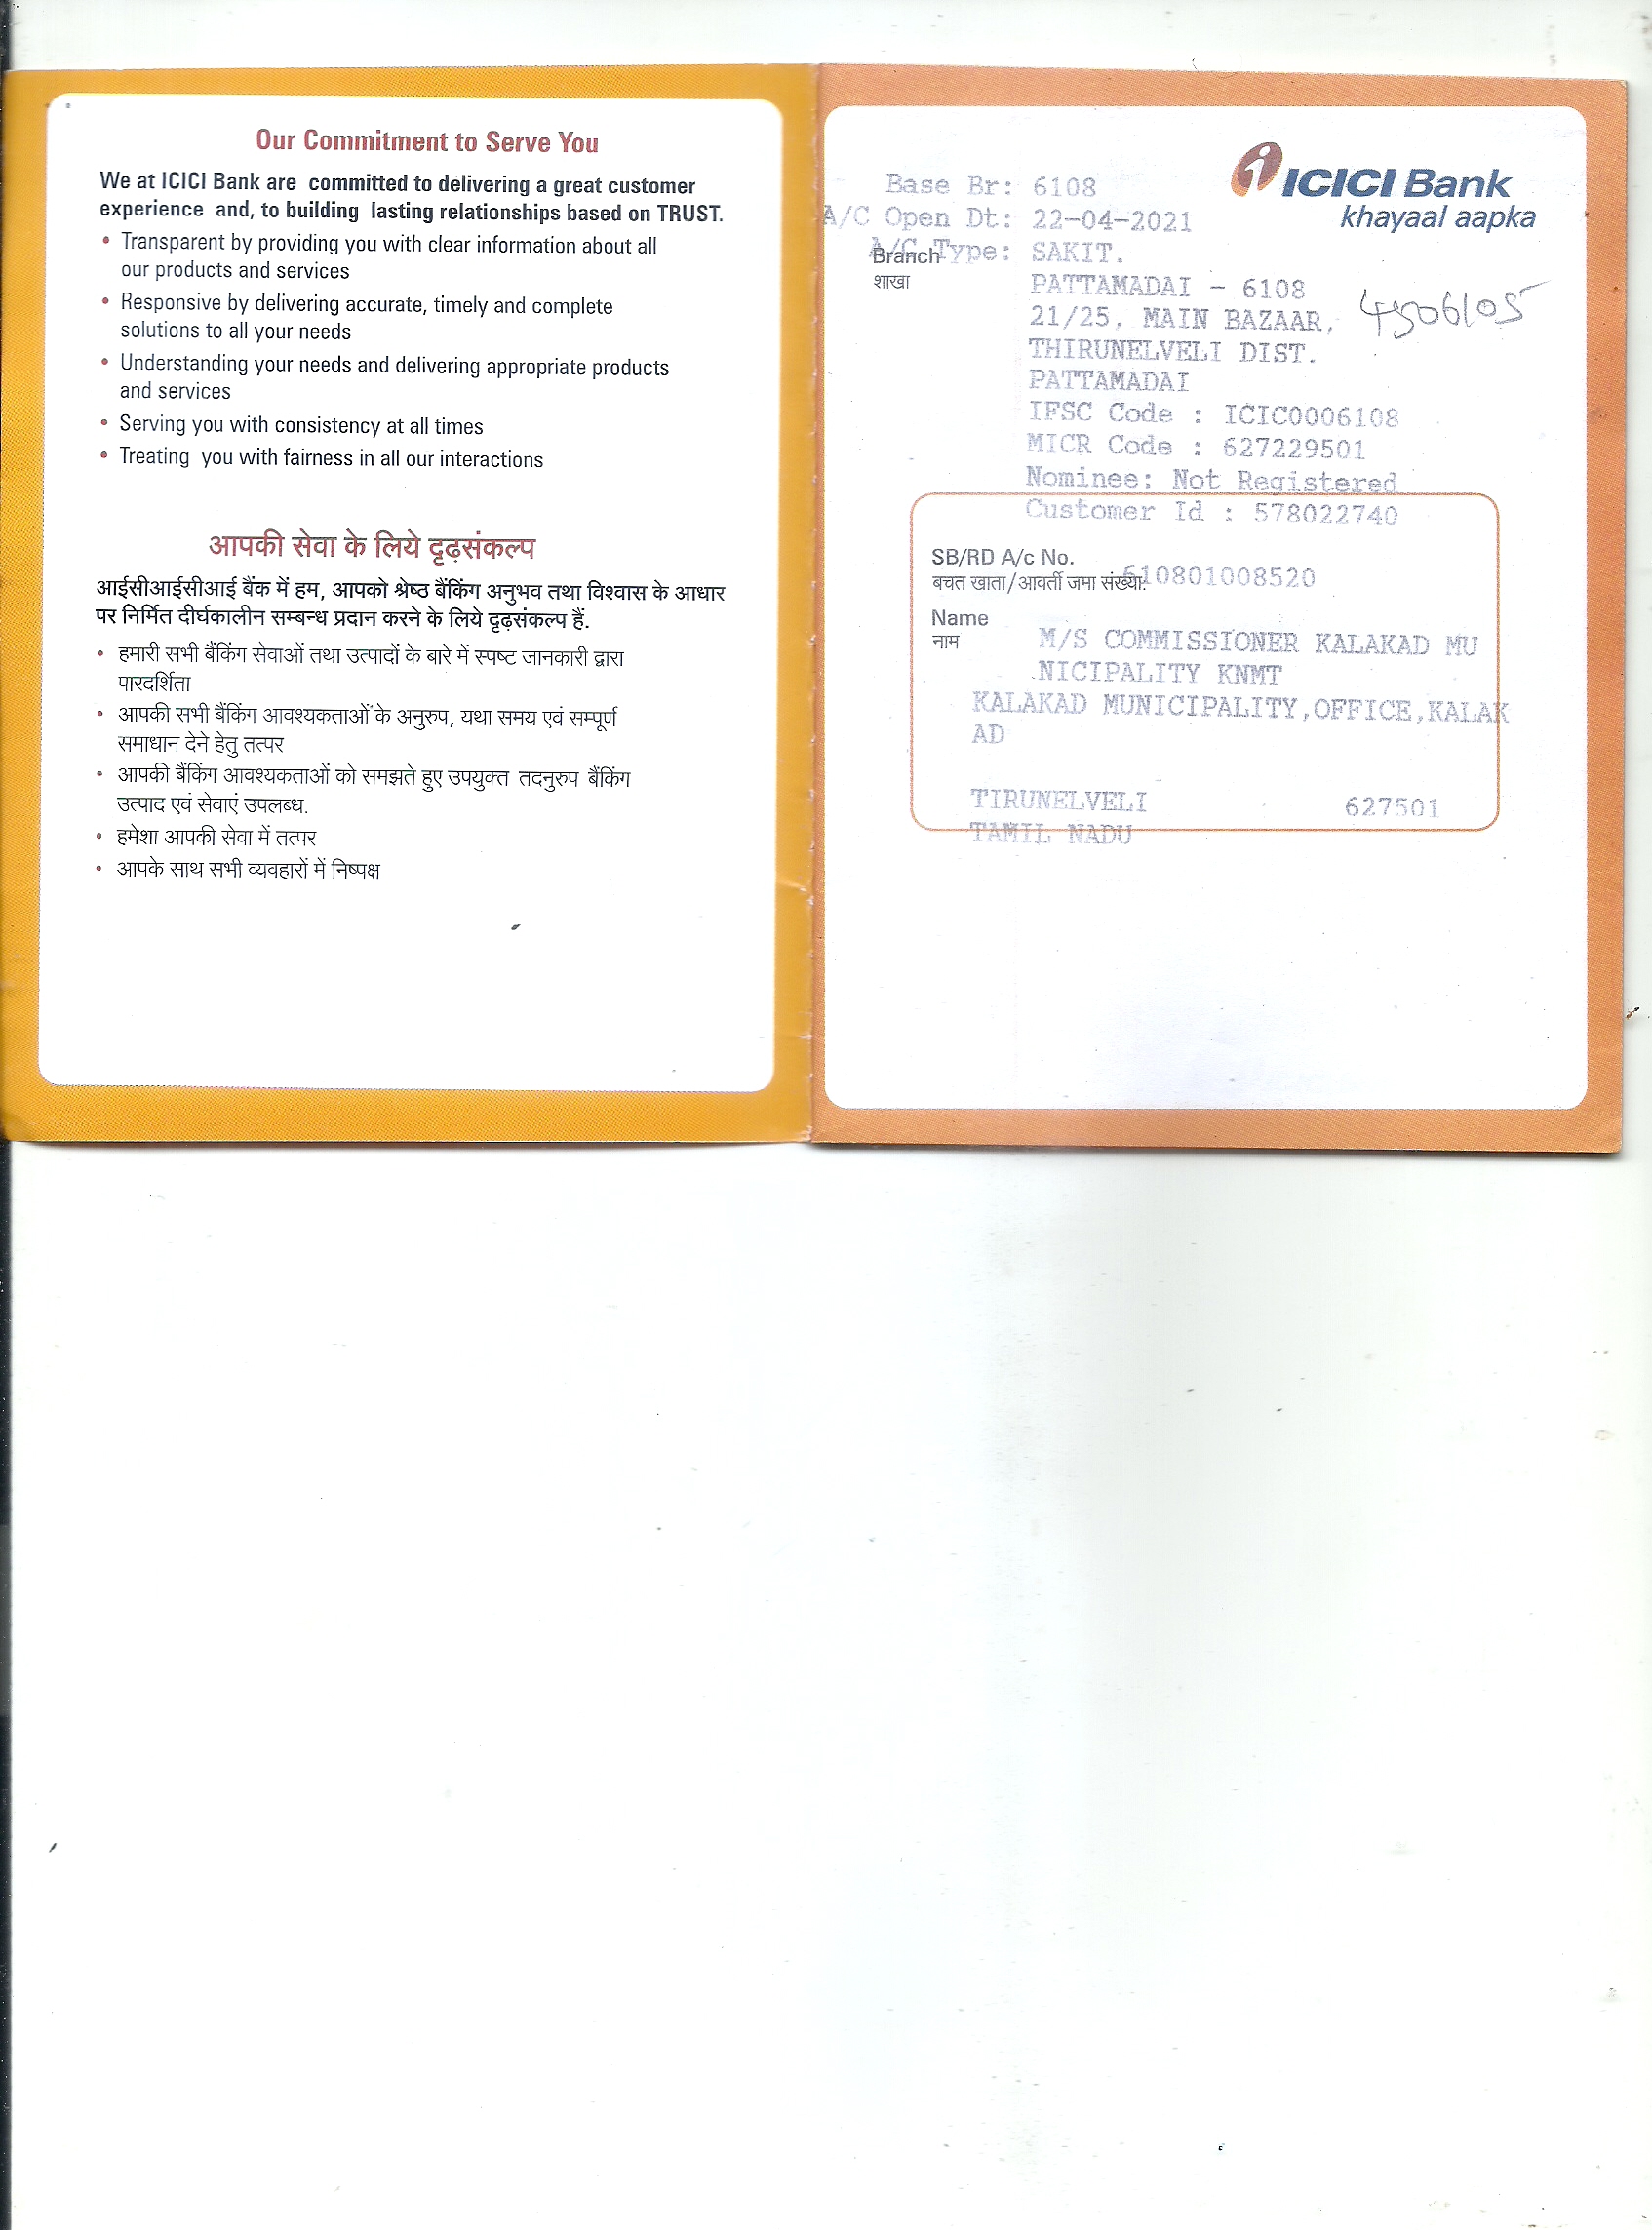 Our Commitment to Serve You
We at ICICI Bank are committed to delivering a great customer
experience and, to building lasting relationships based on TRUST.
• Transparent by providing you with clear information about all
our products and services
• Responsive by delivering accurate, timely and complete
solutions to all your needs
• Understanding your needs and delivering appropriate products
and services
• Serving you with consistency at all times
• Treating you with fairness in all our interactions
आपकी सेवा के लिये दृढ़संकल्प
आईसीआईसीआई बैंक में हम, आपको श्रेष्ठ बैंकिंग अनुभव तथा विश्वास के आधार
पर निर्मित दीर्घकालीन सम्बन्ध प्रदान करने के लिये दृढ़संकल्प हैं.
• हमारी सभी बैंकिंग सेवाओं तथा उत्पादों के बारे में स्पष्ट जानकारी द्वारा
पारदर्शिता
• आपकी सभी बैंकिंग आवश्यकताओं के अनुरुप, यथा समय एवं सम्पूर्ण
समाधान देने हेतु तत्पर
• आपकी बैंकिंग आवश्यकताओं को समझते हुए उपयुक्त तदनुरुप बैंकिंग
उत्पाद एवं सेवाएं उपलब्ध.
• हमेशा आपकी सेवा में तत्पर
• आपके साथ सभी व्यवहारों में निष्पक्ष
ICICI Bank
khayaal aapka
Base Br: 6108
A/C Open Dt: 22-04-2021
A/C Type: SAKIT.
Branch
शाखा
PATTAMADAI - 6108
21/25, MAIN BAZAAR,
4506105
THIRUNELVELI DIST.
PATTAMADAI
IFSC Code : ICIC0006108
MICR Code : 627229501
Nominee: Not Registered
Customer Id : 578022740
SB/RD A/c No.
बचत खाता/आवर्ती जमा संख्या: 610801008520
Name
नाम
M/S COMMISSIONER KALAKAD MU
NICIPALITY KNMT
KALAKAD MUNICIPALITY,OFFICE,KALAK
AD
TIRUNELVELI 627501
TAMIL NADU